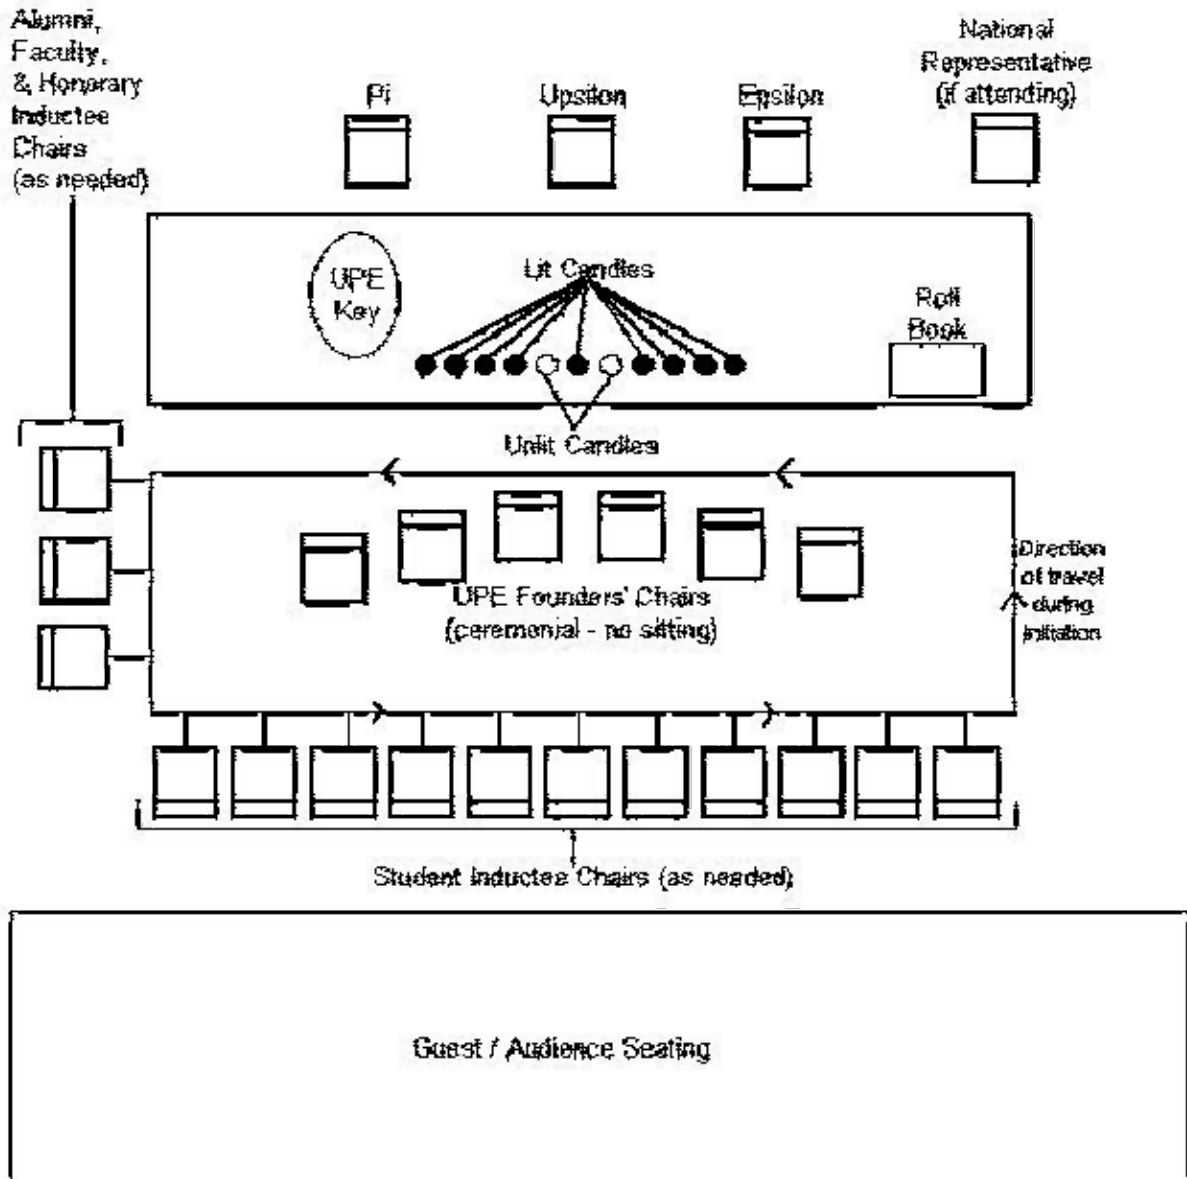 Alumni,
Faculty,
& Honorary
Inductee
Chairs
(as needed)
Pi
Upsilon
Epsilon
National
Representative
(if attending)
UPE
Key
Lit Candles
Roll
Book
Unlit Candles
UPE Founders' Chairs
(ceremonial - no sitting)
Direction
of travel
during
initiation
Student Inductee Chairs (as needed)
Guest / Audience Seating